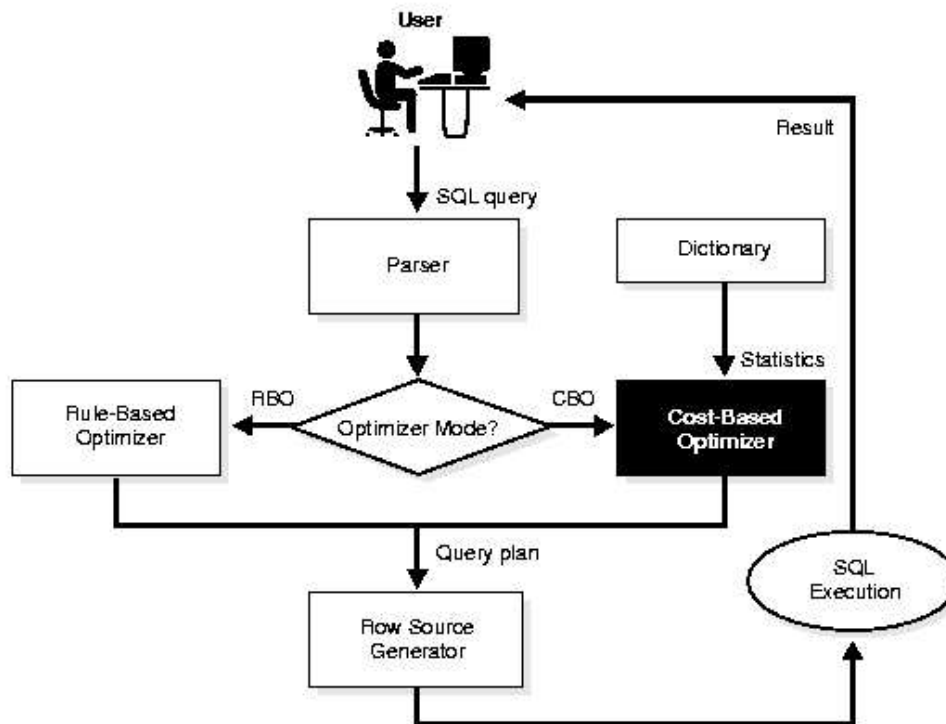 User
Result
SQL query
Parser
Dictionary
Statistics
RBO
CBO
Rule-Based
Optimizer
Optimizer Mode?
Cost-Based
Optimizer
Query plan
SQL
Execution
Row Source
Generator